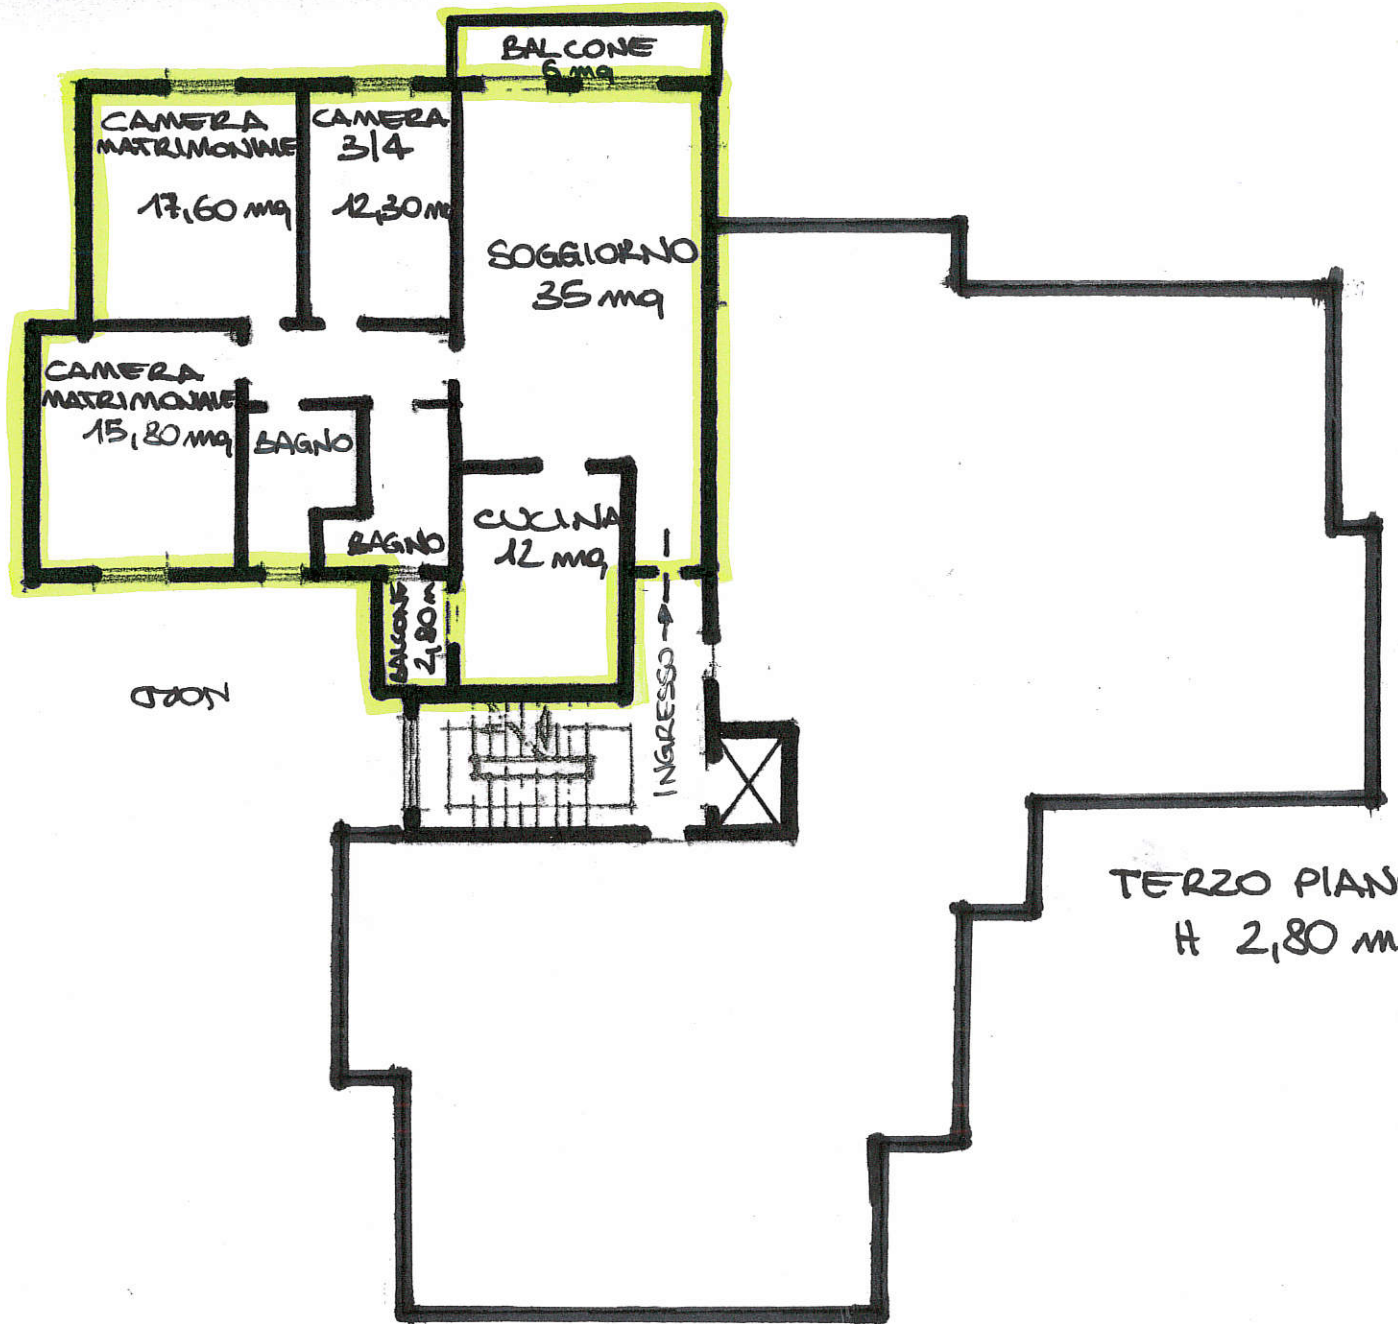 BALCONE
6 mq
CAMERA
MATRIMONIALE
17,60 mq
CAMERA
3/4
12,30 mq
SOGGIORNO
35 mq
CAMERA
MATRIMONIALE
15,80 mq
BAGNO
BAGNO
CUCINA
12 mq
BALCONE
2,80 m
INGRESSO
TERZO PIAN
H 2,80 m